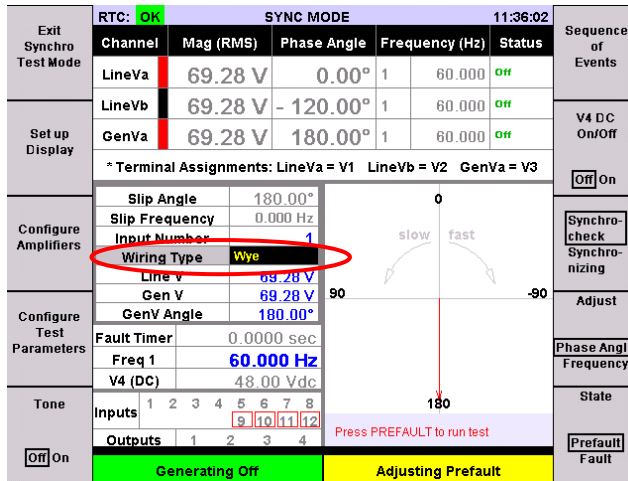 Exit
Synchro
Test Mode
Set up
Display
Configure
Amplifiers
Configure
Test
Parameters
Tone
Off On
RTC: OK SYNC MODE 11:36:02
Channel Mag (RMS) Phase Angle Frequency (Hz) Status
LineVa 69.28 V 0.00° 1 60.000 Off
LineVb 69.28 V - 120.00° 1 60.000 Off
GenVa 69.28 V 180.00° 1 60.000 Off
* Terminal Assignments: LineVa = V1 LineVb = V2 GenVa = V3
Slip Angle 180.00°
Slip Frequency 0.000 Hz
Input Number 1
Wiring Type Wye
Line V 69.28 V
Gen V 69.28 V
GenV Angle 180.00°
Fault Timer 0.0000 sec
Freq 1 60.000 Hz
V4 (DC) 48.00 Vdc
Inputs 1 2 3 4 5 6 7 8
9 10 11 12
Outputs 1 2 3 4
0
slow fast
90 -90
180
Press PREFAULT to run test
Generating Off Adjusting Prefault
Sequence
of
Events
V4 DC
On/Off
Off On
Synchro-
check
Synchro-
nizing
Adjust
Phase Angl
Frequency
State
Prefault
Fault